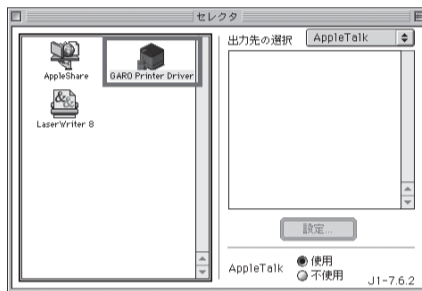 セレクタ
AppleShare
GARO Printer Driver
LaserWriter 8
出力先の選択
AppleTalk
設定...
AppleTalk
使用
不使用
J1-7.6.2